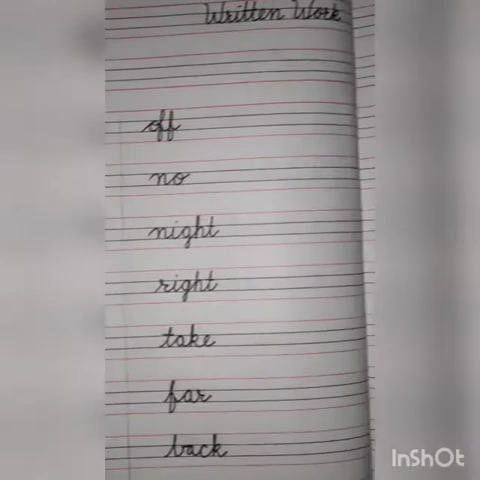 Written Work
off
no
night
right
take
far
back
InShOt